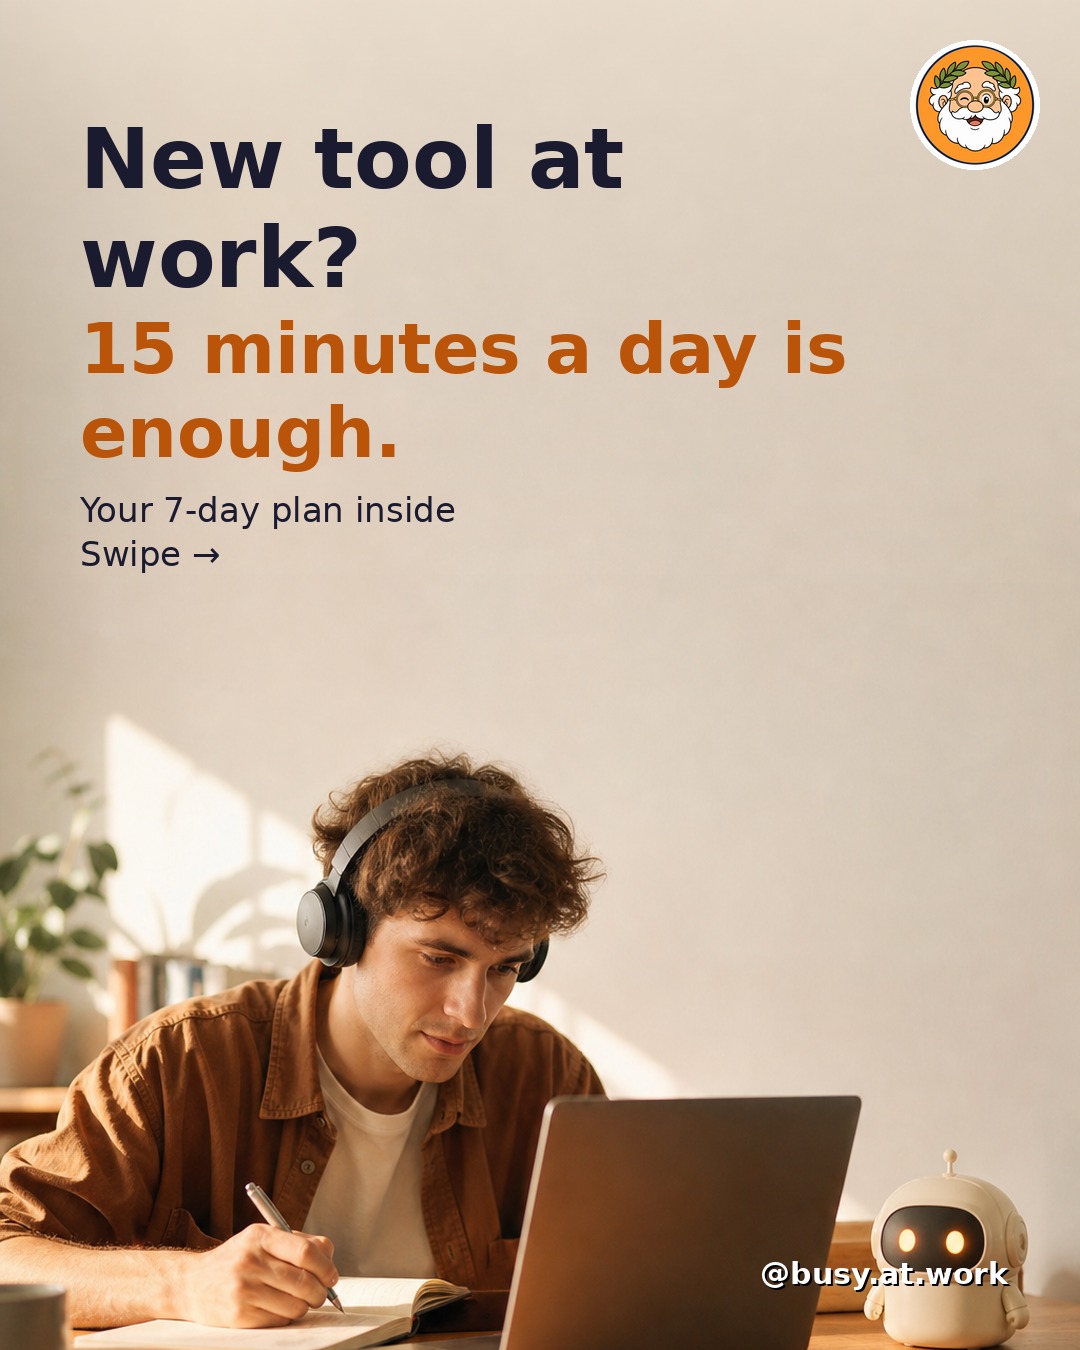 New tool at
work?
15 minutes a day is
enough.
Your 7-day plan inside
Swipe →
@busy.at.work